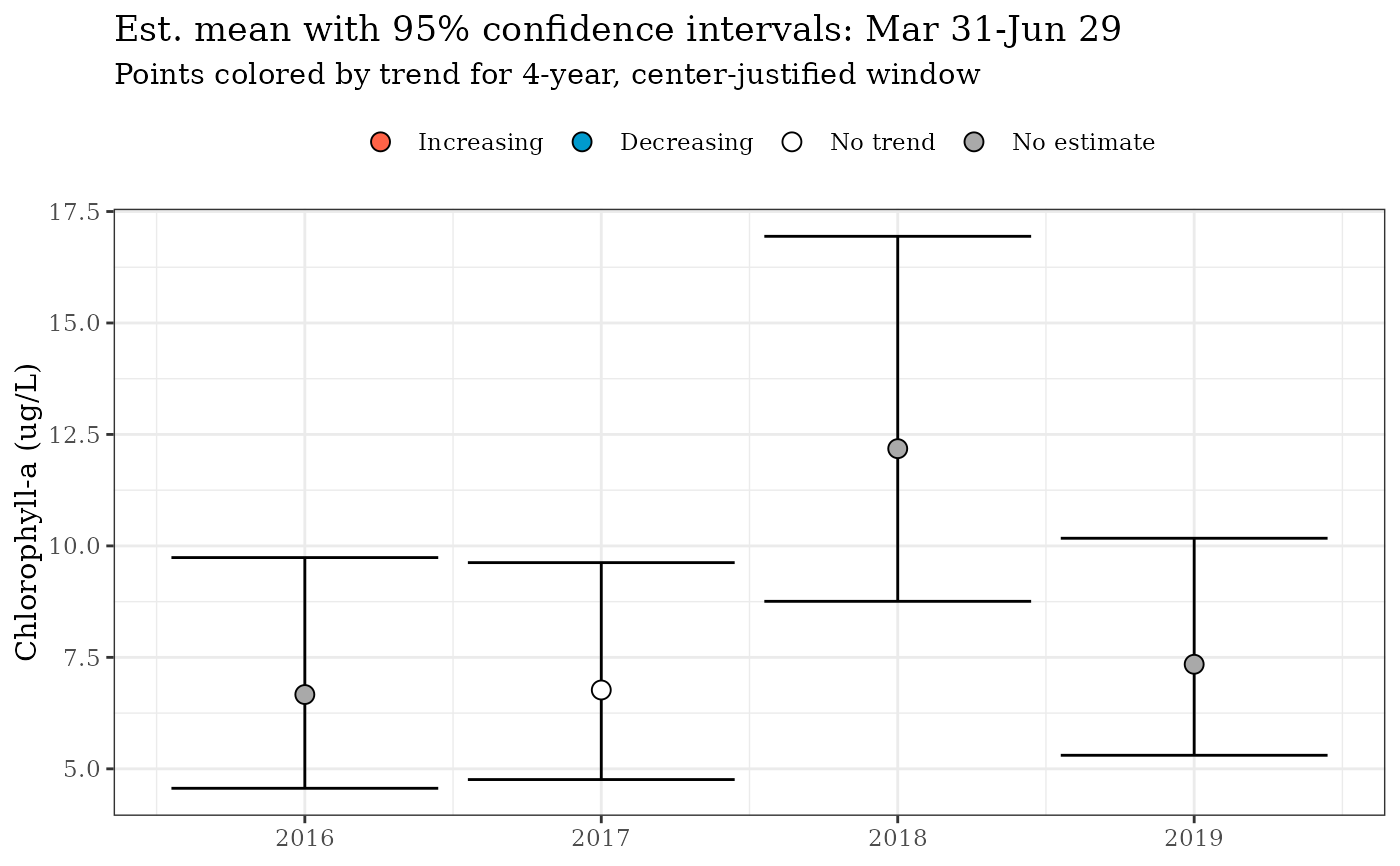 Est. mean with 95% confidence intervals: Mar 31-Jun 29
Points colored by trend for 4-year, center-justified window
Increasing Decreasing No trend No estimate
Chlorophyll-a (ug/L)
17.5
15.0
12.5
10.0
7.5
5.0
2016 2017 2018 2019